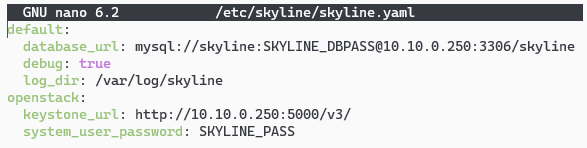 GNU nano 6.2 /etc/skyline/skyline.yaml
default:
  database_url: mysql://skyline:SKYLINE_DBPASS@10.10.0.250:3306/skyline
  debug: true
  log_dir: /var/log/skyline
openstack:
  keystone_url: http://10.10.0.250:5000/v3/
  system_user_password: SKYLINE_PASS